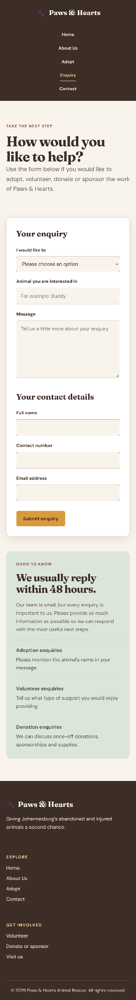 Paws & Hearts
Home
About Us
Adopt
Enquiry
Contact
TAKE THE NEXT STEP
How would you
like to help?
Use the form below if you would like to
adopt, volunteer, donate or sponsor the work
of Paws & Hearts.
Your enquiry
I would like to
Please choose an option
Animal you are interested in
For example: Buddy
Message
Tell us a little more about your enquiry
Your contact details
Full name
Contact number
Email address
Submit enquiry
GOOD TO KNOW
We usually reply
within 48 hours.
Our team is small, but every enquiry is
important to us. Please provide as much
information as possible so we can respond
with the most useful next steps.
Adoption enquiries
Please mention the animal's name in your
message.
Volunteer enquiries
Tell us what type of support you would enjoy
providing.
Donation enquiries
We can discuss once-off donations,
sponsorships and supplies.
Paws & Hearts
Giving Johannesburg's abandoned and injured
animals a second chance.
EXPLORE
Home
About Us
Adopt
Contact
GET INVOLVED
Volunteer
Donate or sponsor
Visit us
© 2026 Paws & Hearts Animal Rescue. All rights reserved.